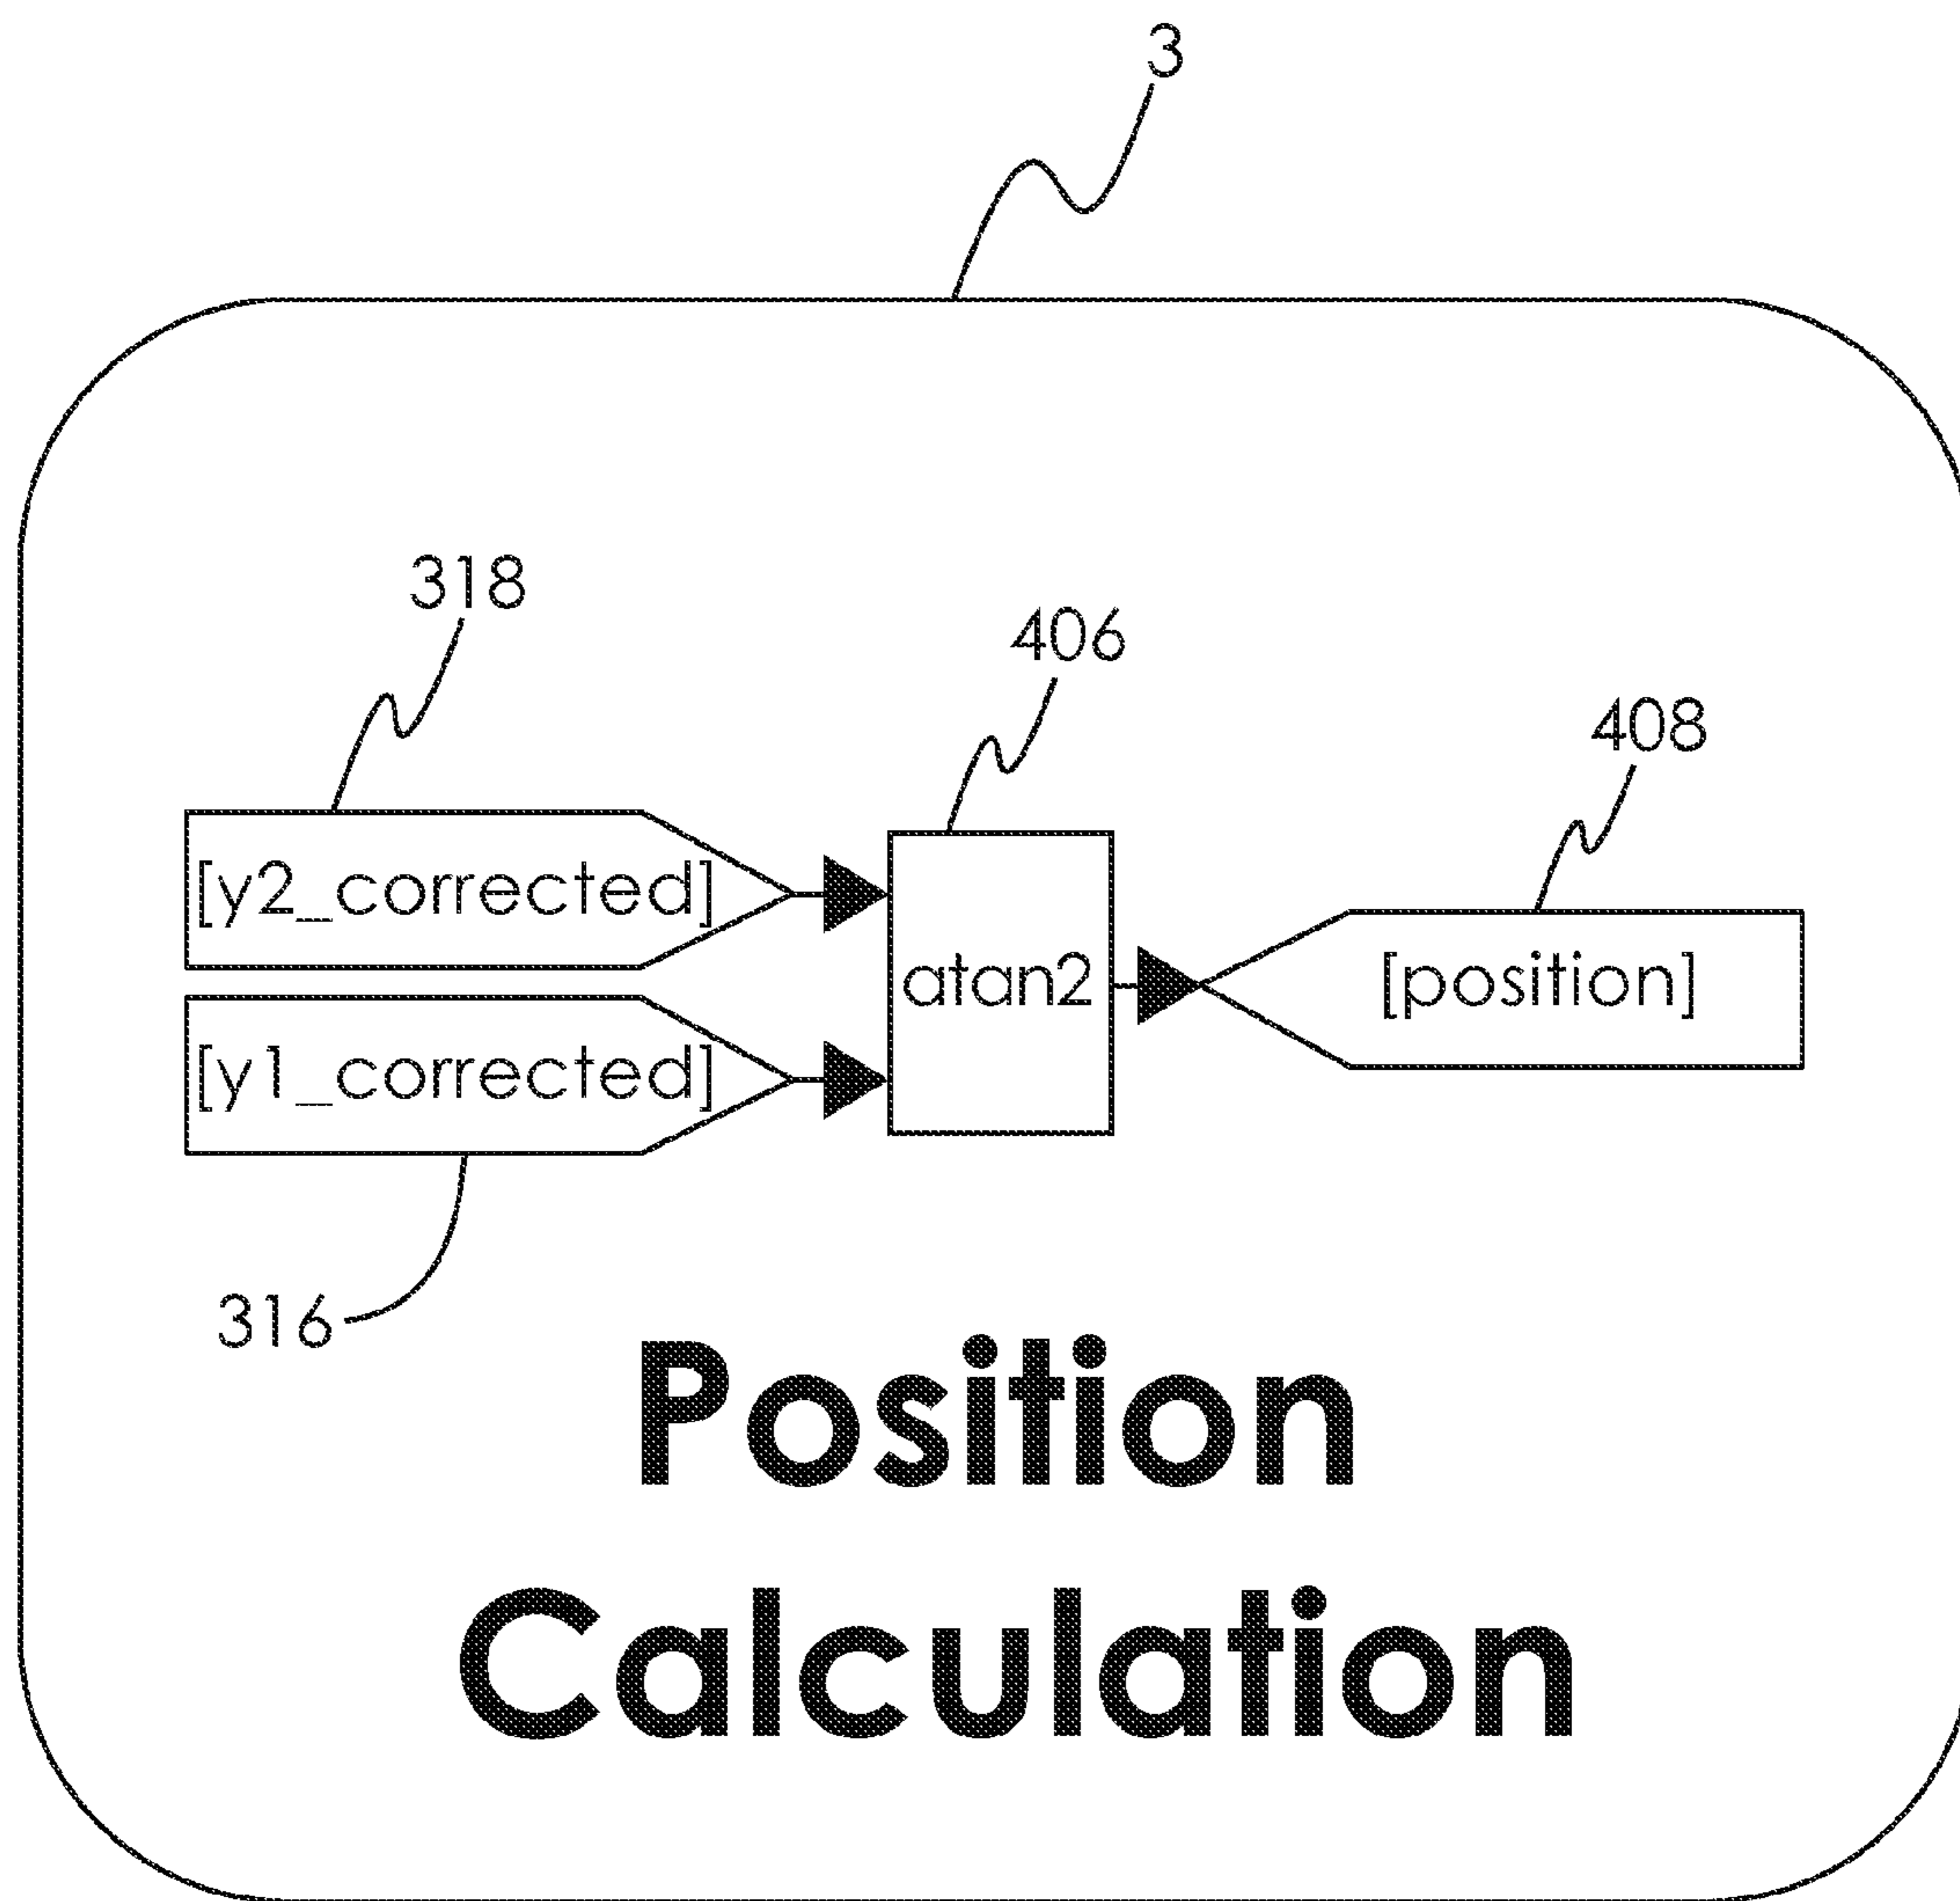 3
318
406
408
[y2_corrected]
atan2
[position]
[y1_corrected]
316
Position
Calculation